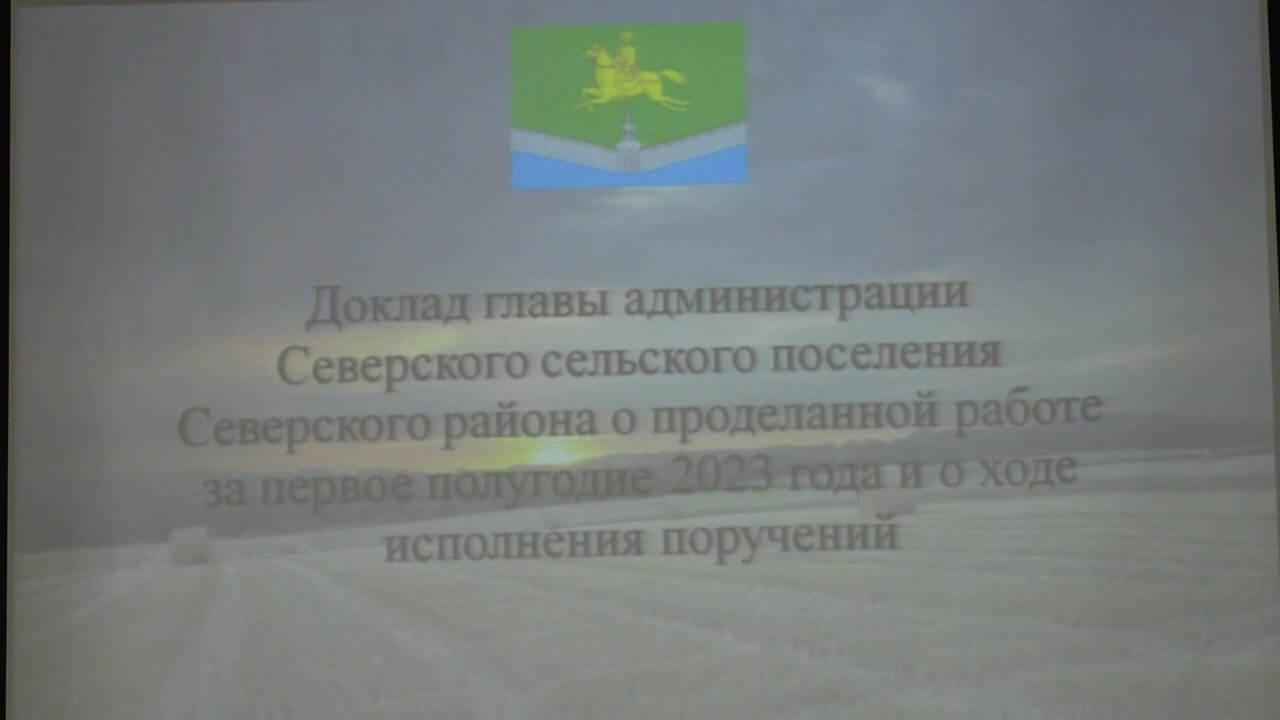 Доклад главы администрации
Северского сельского поселения
Северского района о проделанной работе
за первое полугодие 2023 года и о ходе
исполнения поручений